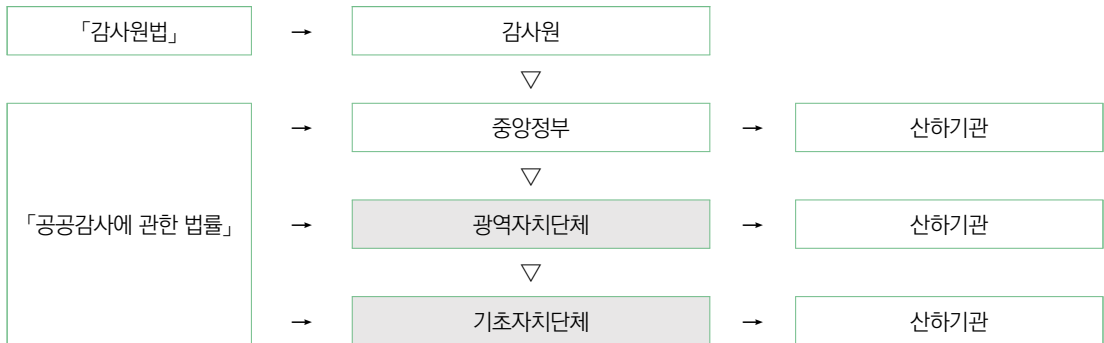 「감사원법」 → 감사원
▽
→ 중앙정부 → 산하기관
▽
「공공감사에 관한 법률」 → 광역자치단체 → 산하기관
▽
→ 기초자치단체 → 산하기관